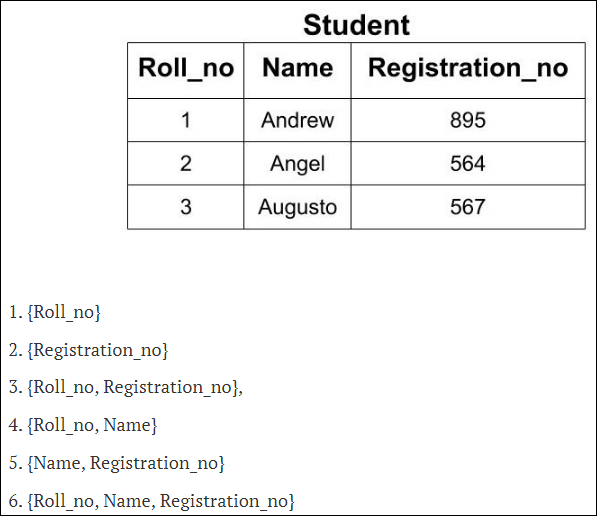 Student
Roll_no Name Registration_no
1 Andrew 895
2 Angel 564
3 Augusto 567
1. {Roll_no}
2. {Registration_no}
3. {Roll_no, Registration_no},
4. {Roll_no, Name}
5. {Name, Registration_no}
6. {Roll_no, Name, Registration_no}